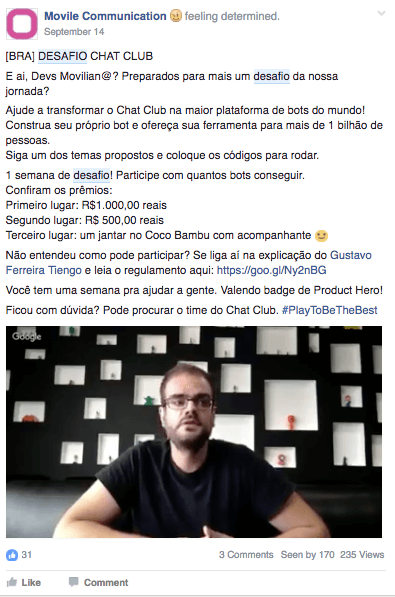 Movile Communication feeling determined.
September 14
[BRA] DESAFIO CHAT CLUB
E ai, Devs Movilian@? Preparados para mais um desafio da nossa
jornada?
Ajude a transformar o Chat Club na maior plataforma de bots do mundo!
Construa seu próprio bot e ofereça sua ferramenta para mais de 1 bilhão de
pessoas.
Siga um dos temas propostos e coloque os códigos para rodar.
1 semana de desafio! Participe com quantos bots conseguir.
Confiram os prêmios:
Primeiro lugar: R$1.000,00 reais
Segundo lugar: R$ 500,00 reais
Terceiro lugar: um jantar no Coco Bambu com acompanhante
Não entendeu como pode participar? Se liga aí na explicação do Gustavo
Ferreira Tiengo e leia o regulamento aqui: https://goo.gl/Ny2nBG
Você tem uma semana pra ajudar a gente. Valendo badge de Product Hero!
Ficou com dúvida? Pode procurar o time do Chat Club. #PlayToBeTheBest
Google
31
3 Comments Seen by 170 235 Views
Like Comment